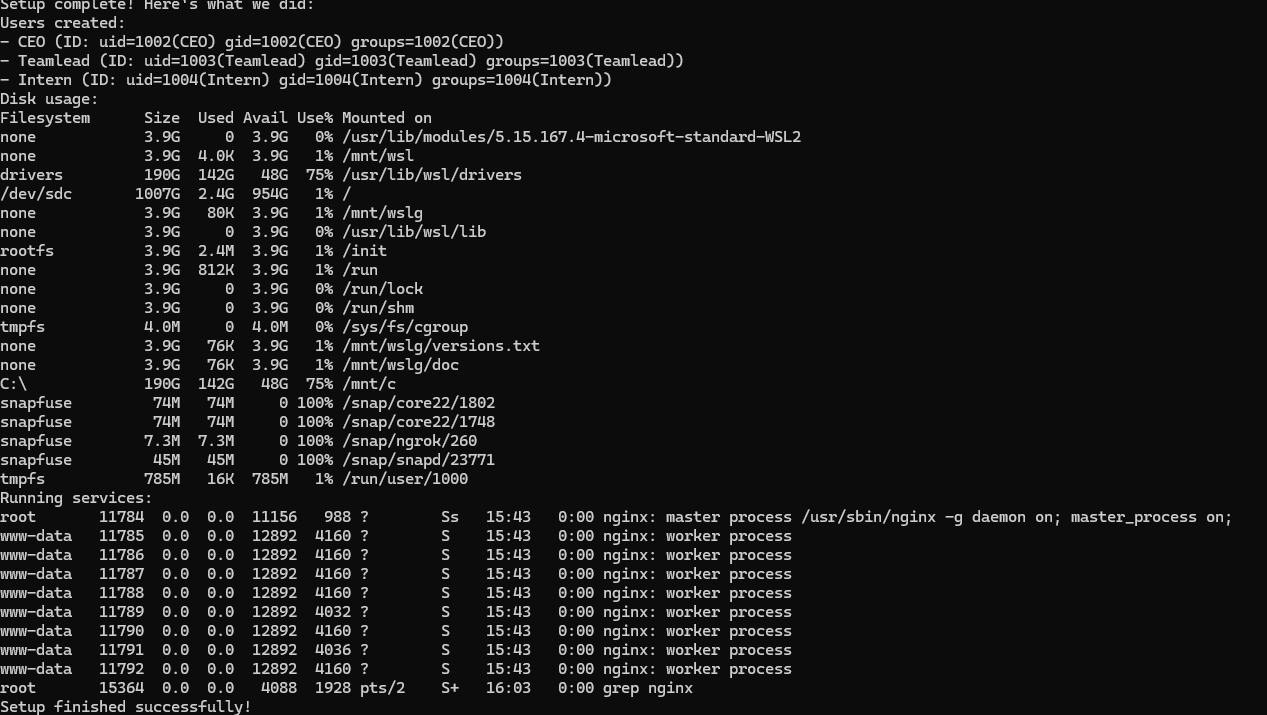 Setup complete! Here's what we did:
Users created:
- CEO (ID: uid=1002(CEO) gid=1002(CEO) groups=1002(CEO))
- Teamlead (ID: uid=1003(Teamlead) gid=1003(Teamlead) groups=1003(Teamlead))
- Intern (ID: uid=1004(Intern) gid=1004(Intern) groups=1004(Intern))
Disk usage:
Filesystem      Size  Used Avail Use% Mounted on
none            3.9G     0  3.9G   0% /usr/lib/modules/5.15.167.4-microsoft-standard-WSL2
none            3.9G  4.0K  3.9G   1% /mnt/wsl
drivers         190G  142G   48G  75% /usr/lib/wsl/drivers
/dev/sdc       1007G  2.4G  954G   1% /
none            3.9G   80K  3.9G   1% /mnt/wslg
none            3.9G     0  3.9G   0% /usr/lib/wsl/lib
rootfs          3.9G  2.4M  3.9G   1% /init
none            3.9G  812K  3.9G   1% /run
none            3.9G     0  3.9G   0% /run/lock
none            3.9G     0  3.9G   0% /run/shm
tmpfs           4.0M     0  4.0M   0% /sys/fs/cgroup
none            3.9G   76K  3.9G   1% /mnt/wslg/versions.txt
none            3.9G   76K  3.9G   1% /mnt/wslg/doc
C:\             190G  142G   48G  75% /mnt/c
snapfuse         74M   74M     0 100% /snap/core22/1802
snapfuse         74M   74M     0 100% /snap/core22/1748
snapfuse        7.3M  7.3M     0 100% /snap/ngrok/260
snapfuse         45M   45M     0 100% /snap/snapd/23771
tmpfs           785M   16K  785M   1% /run/user/1000
Running services:
root       11784  0.0  0.0  11156   988 ?        Ss   15:43   0:00 nginx: master process /usr/sbin/nginx -g daemon on; master_process on;
www-data   11785  0.0  0.0  12892  4160 ?        S    15:43   0:00 nginx: worker process
www-data   11786  0.0  0.0  12892  4160 ?        S    15:43   0:00 nginx: worker process
www-data   11787  0.0  0.0  12892  4160 ?        S    15:43   0:00 nginx: worker process
www-data   11788  0.0  0.0  12892  4160 ?        S    15:43   0:00 nginx: worker process
www-data   11789  0.0  0.0  12892  4032 ?        S    15:43   0:00 nginx: worker process
www-data   11790  0.0  0.0  12892  4160 ?        S    15:43   0:00 nginx: worker process
www-data   11791  0.0  0.0  12892  4036 ?        S    15:43   0:00 nginx: worker process
www-data   11792  0.0  0.0  12892  4160 ?        S    15:43   0:00 nginx: worker process
root       15364  0.0  0.0   4088  1928 pts/2    S+   16:03   0:00 grep nginx
Setup finished successfully!